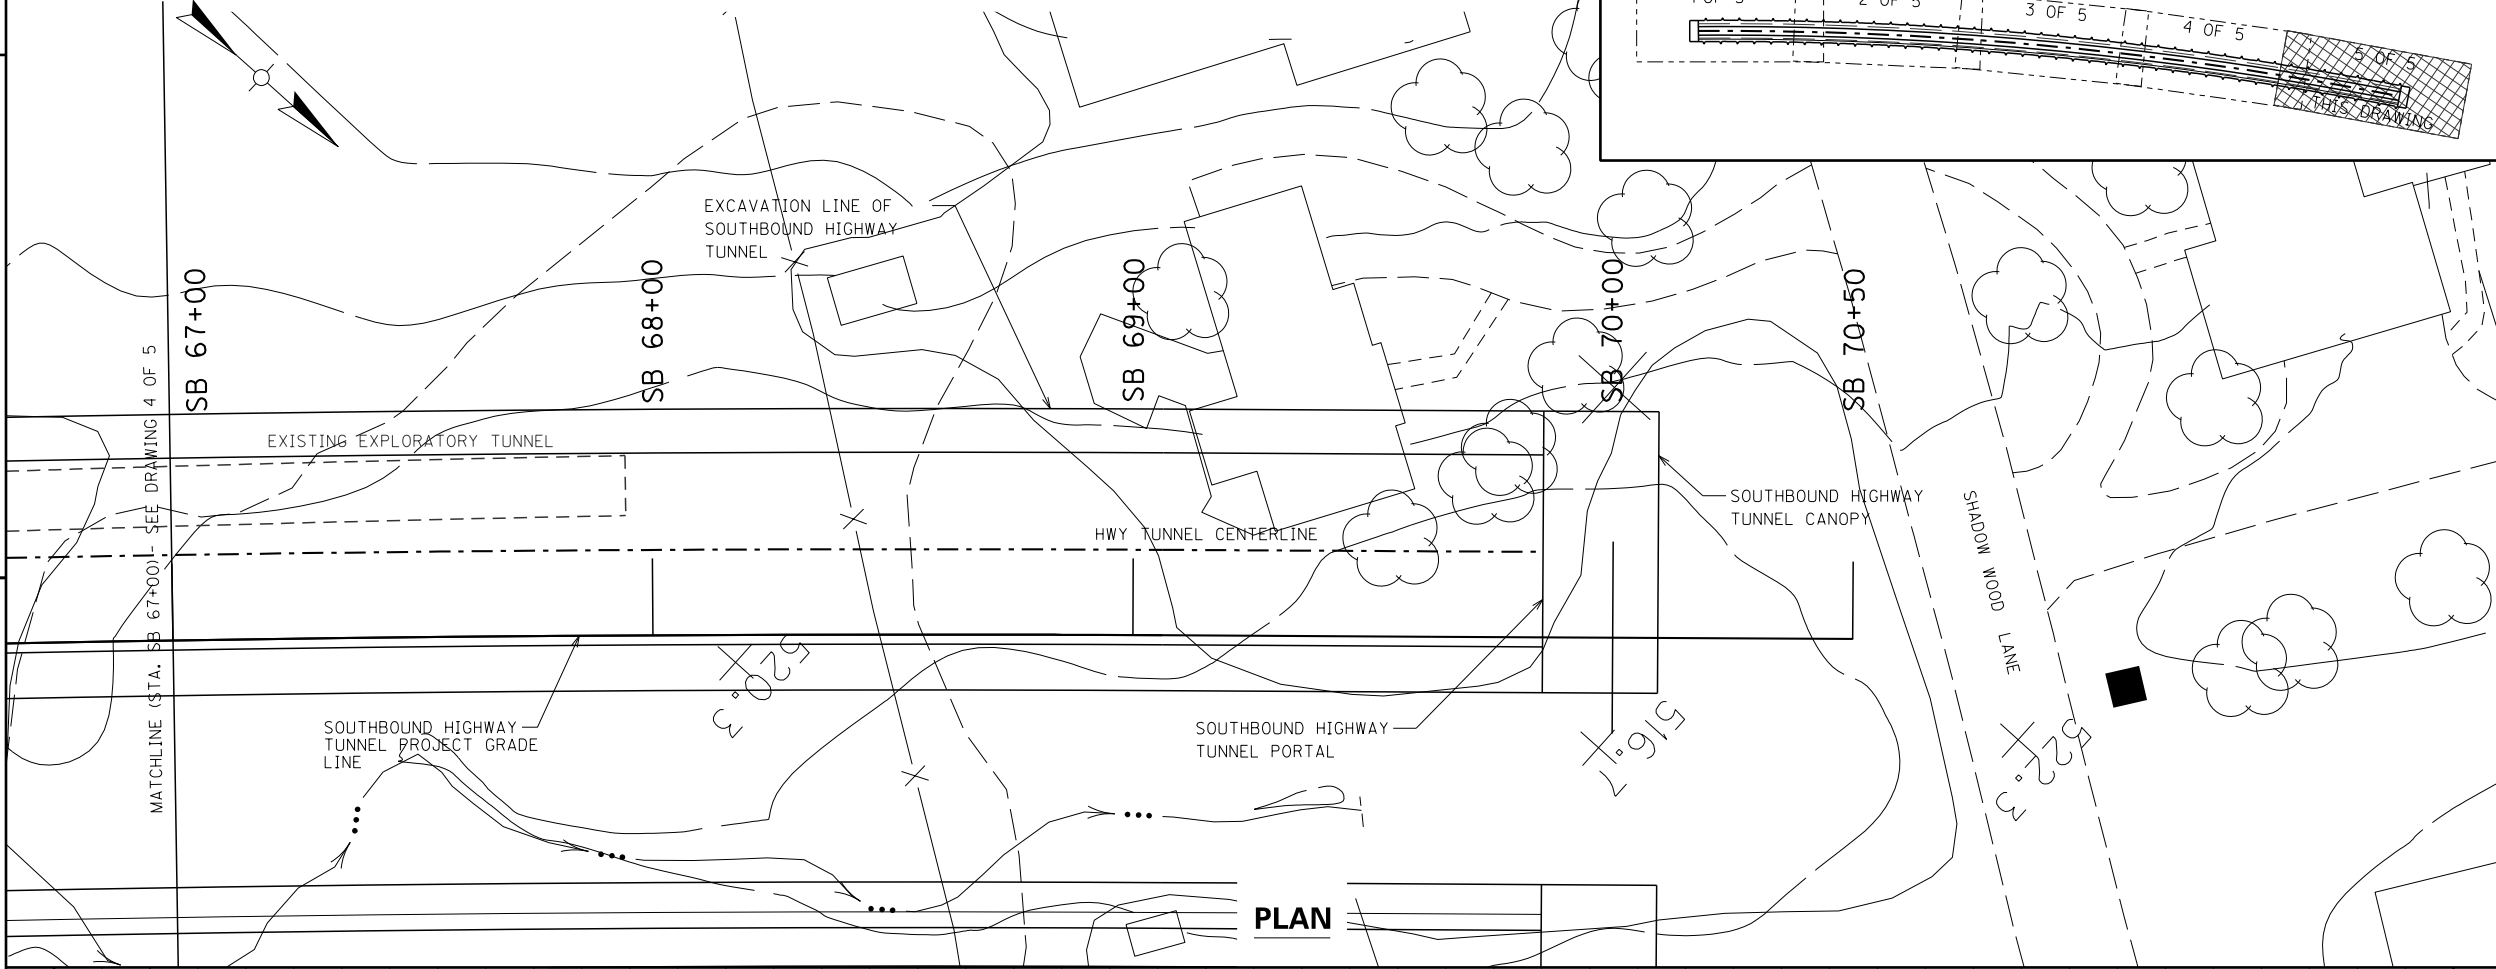 2 OF 5
3 OF 5
4 OF 5
5 OF 5
THIS DRAWING
EXCAVATION LINE OF
SOUTHBOUND HIGHWAY
TUNNEL
SB 67+00
SB 68+00
SB 69+00
SB 70+00
SB 70+50
MATCHLINE (STA. SB 67+00) - SEE DRAWING 4 OF 5
EXISTING EXPLORATORY TUNNEL
HWY TUNNEL CENTERLINE
SOUTHBOUND HIGHWAY
TUNNEL CANOPY
SHADOW WOOD LANE
520.3
516.7
522.3
SOUTHBOUND HIGHWAY
TUNNEL PROJECT GRADE
LINE
SOUTHBOUND HIGHWAY
TUNNEL PORTAL
PLAN